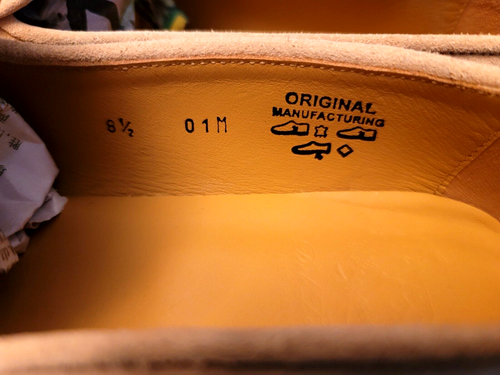 8½ 01M
ORIGINAL
MANUFACTURING